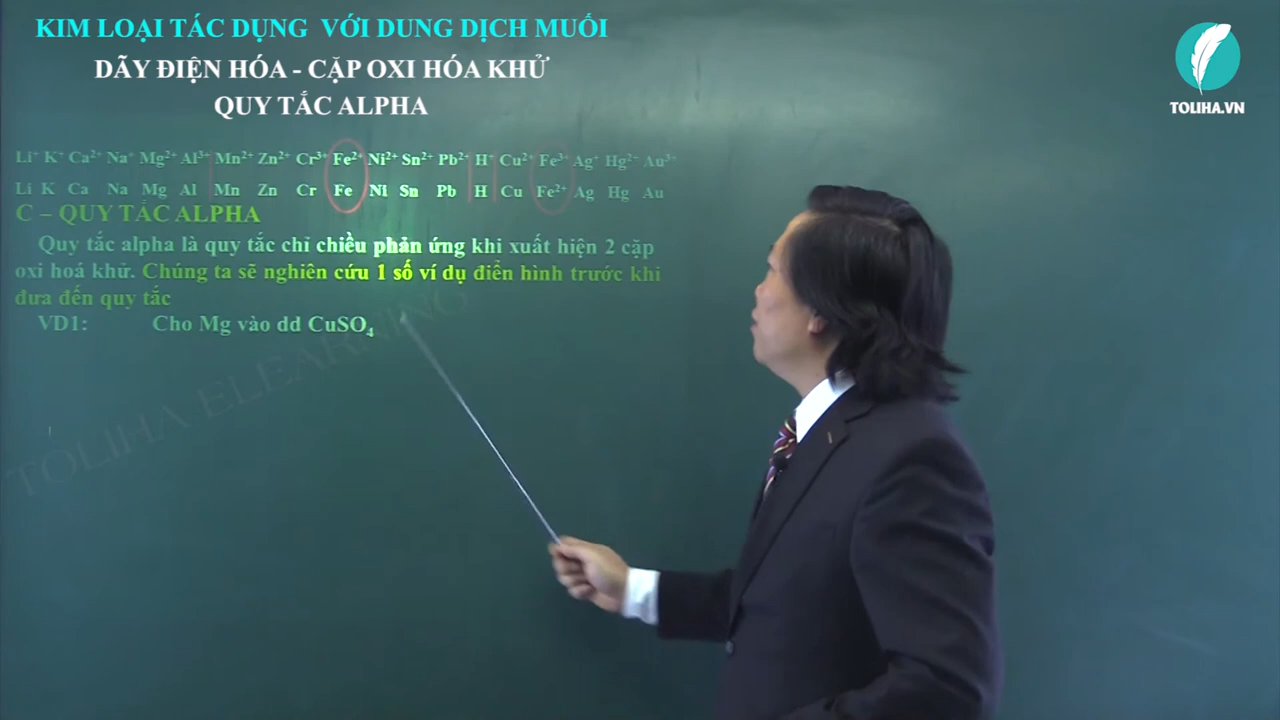 KIM LOẠI TÁC DỤNG VỚI DUNG DỊCH MUỐI
DÃY ĐIỆN HÓA - CẶP OXI HÓA KHỬ
QUY TẮC ALPHA
TOLIHA.VN
Li⁺ K⁺ Ca²⁺ Na⁺ Mg²⁺ Al³⁺ Mn²⁺ Zn²⁺ Cr³⁺ Fe²⁺ Ni²⁺ Sn²⁺ Pb²⁺ H⁺ Cu²⁺ Fe³⁺ Ag⁺ Hg²⁺ Au³⁺
Li K Ca Na Mg Al Mn Zn Cr Fe Ni Sn Pb H Cu Fe²⁺ Ag Hg Au
C – QUY TẮC ALPHA
Quy tắc alpha là quy tắc chỉ chiều phản ứng khi xuất hiện 2 cặp
oxi hoá khử. Chúng ta sẽ nghiên cứu 1 số ví dụ điển hình trước khi
đưa đến quy tắc
VD1: Cho Mg vào dd CuSO₄
TOLIHA ELEARNING